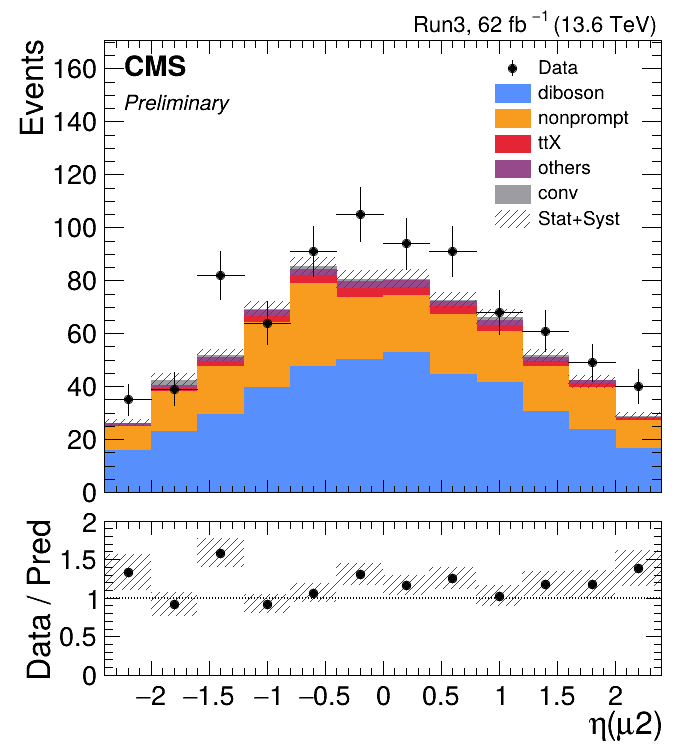 Run3, 62 fb⁻¹ (13.6 TeV)
CMS
Preliminary
Events
160
140
120
100
80
60
40
20
0
Data
diboson
nonprompt
ttX
others
conv
Stat+Syst
Data / Pred
2
1.5
1
0.5
0
−2 −1.5 −1 −0.5 0 0.5 1 1.5 2
η(μ2)